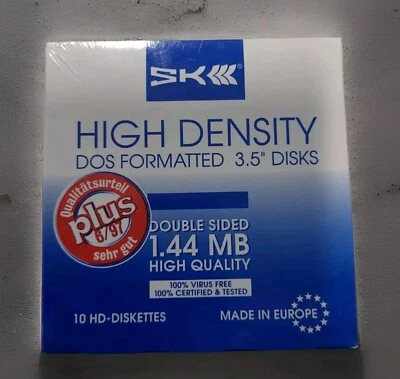 SK
HIGH DENSITY
DOS FORMATTED 3.5" DISKS
Qualitätsurteil
plus
6/97
sehr gut
DOUBLE SIDED
1.44 MB
HIGH QUALITY
100% VIRUS FREE
100% CERTIFIED & TESTED
10 HD-DISKETTES
MADE IN EUROPE